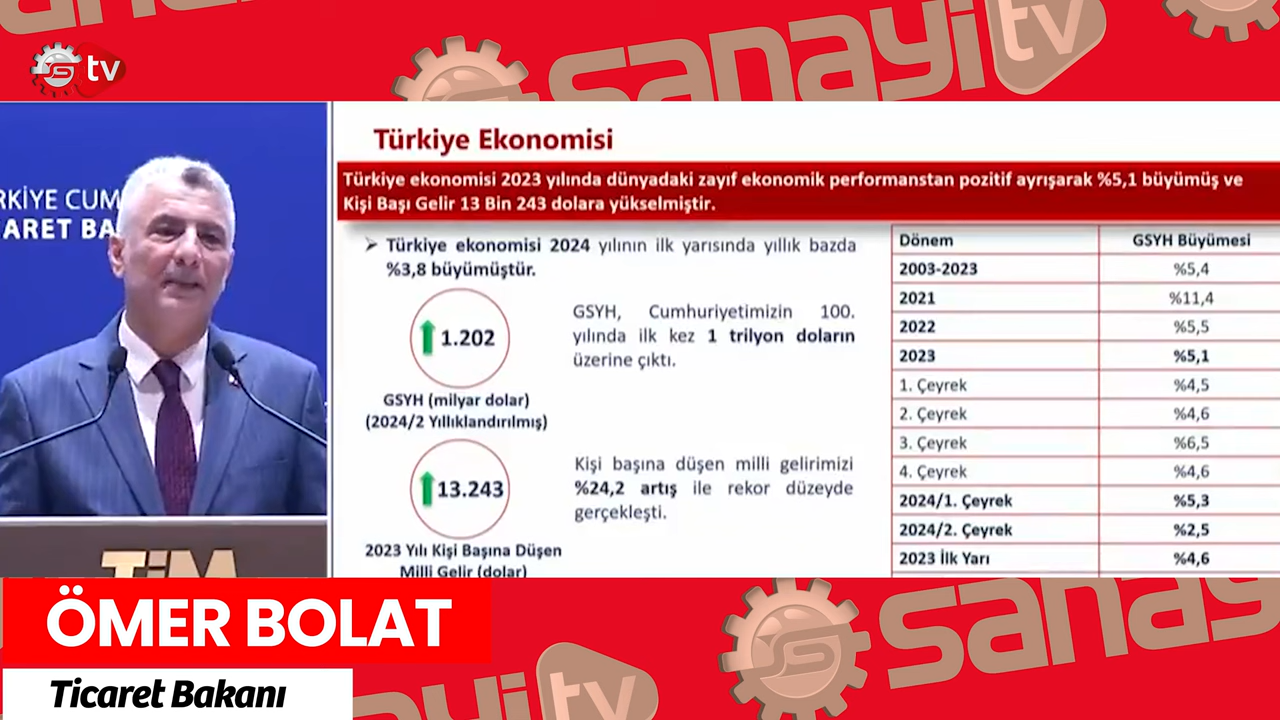 sanayi tv
tv
RKİYE CUM
ARET BA
TİM
Türkiye Ekonomisi
Türkiye ekonomisi 2023 yılında dünyadaki zayıf ekonomik performanstan pozitif ayrışarak %5,1 büyümüş ve
Kişi Başı Gelir 13 Bin 243 dolara yükselmiştir.
➤ Türkiye ekonomisi 2024 yılının ilk yarısında yıllık bazda
%3,8 büyümüştür.
1.202
GSYH (milyar dolar)
(2024/2 Yıllıklandırılmış)
GSYH, Cumhuriyetimizin 100.
yılında ilk kez 1 trilyon doların
üzerine çıktı.
13.243
2023 Yılı Kişi Başına Düşen
Milli Gelir (dolar)
Kişi başına düşen milli gelirimizi
%24,2 artış ile rekor düzeyde
gerçekleşti.
Dönem GSYH Büyümesi
2003-2023 %5,4
2021 %11,4
2022 %5,5
2023 %5,1
1. Çeyrek %4,5
2. Çeyrek %4,6
3. Çeyrek %6,5
4. Çeyrek %4,6
2024/1. Çeyrek %5,3
2024/2. Çeyrek %2,5
2023 İlk Yarı %4,6
ÖMER BOLAT
Ticaret Bakanı
ayi tv
sanay